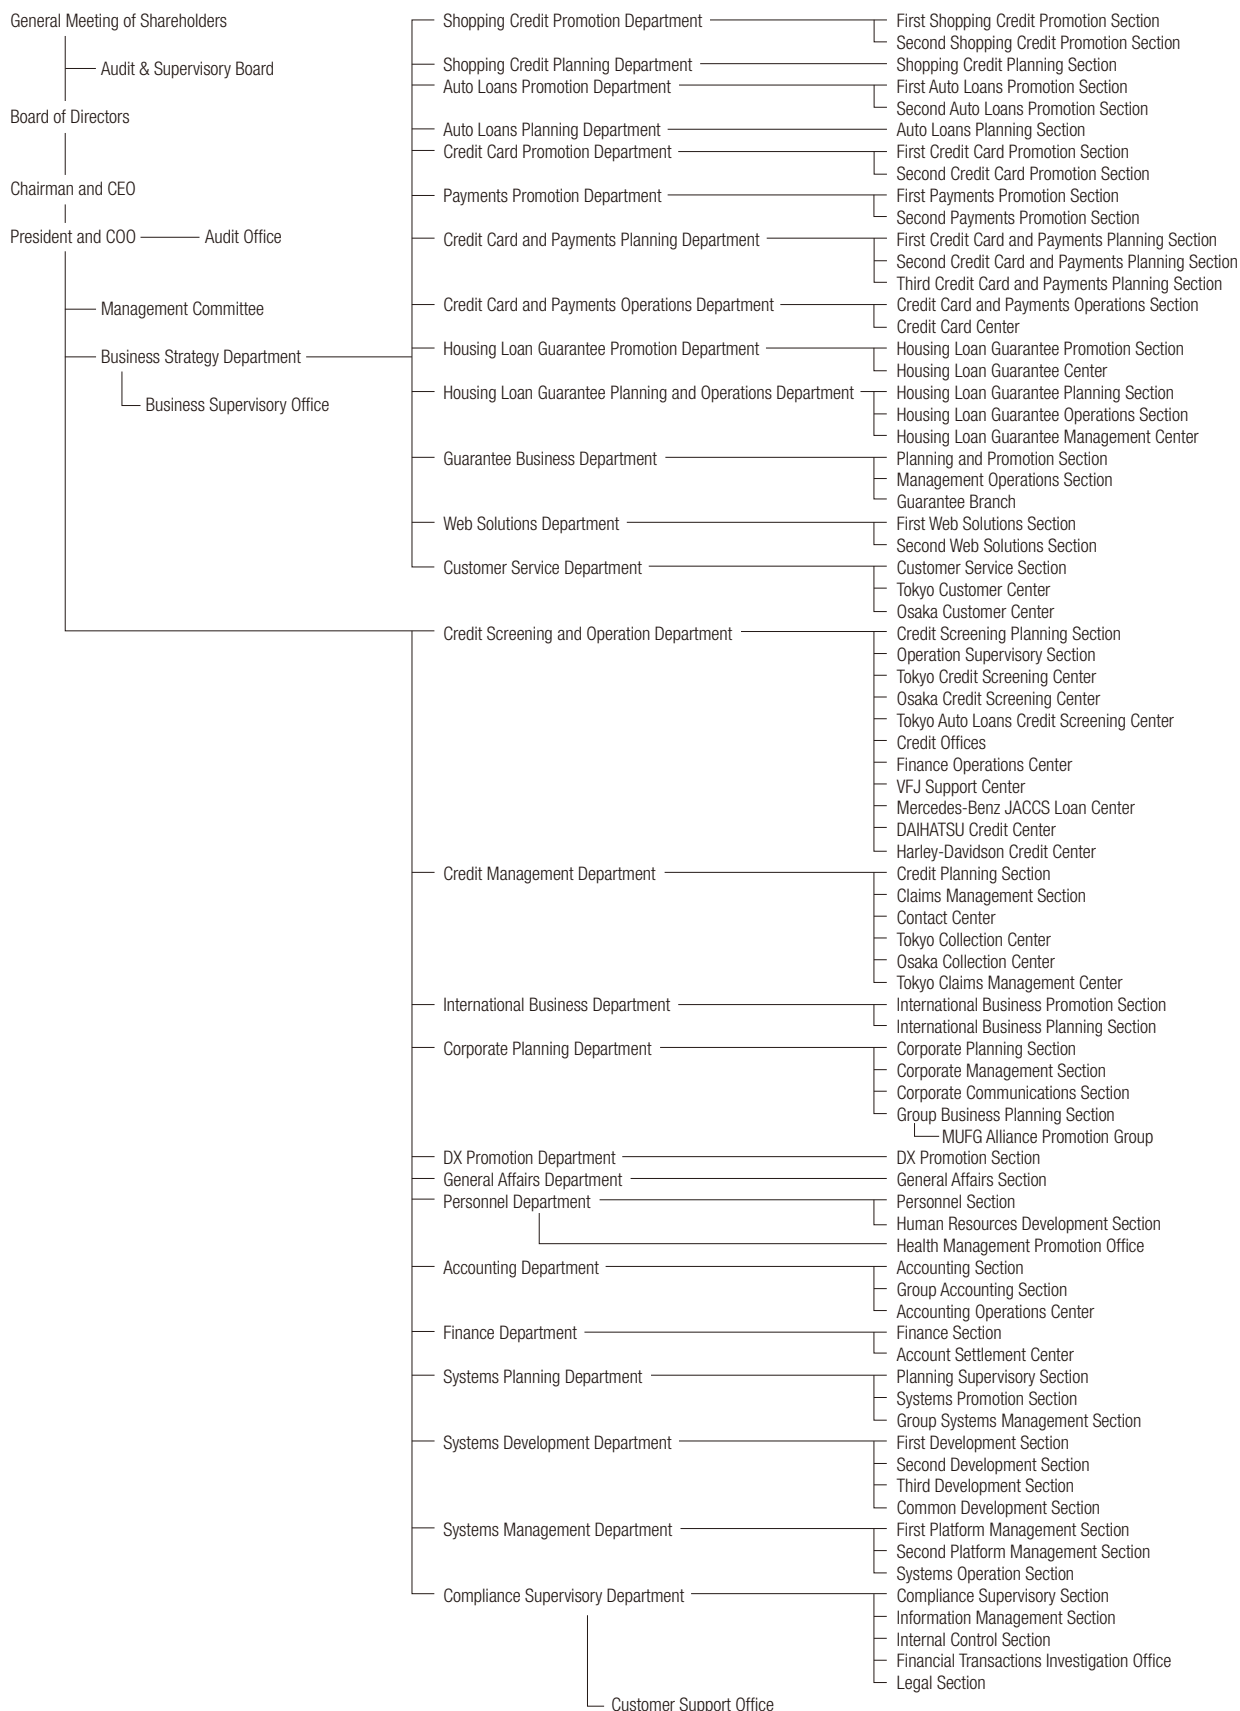 General Meeting of Shareholders
Audit & Supervisory Board
Board of Directors
Chairman and CEO
President and COO
Audit Office
Management Committee
Business Strategy Department
Business Supervisory Office
Shopping Credit Promotion Department
First Shopping Credit Promotion Section
Second Shopping Credit Promotion Section
Shopping Credit Planning Department
Shopping Credit Planning Section
Auto Loans Promotion Department
First Auto Loans Promotion Section
Second Auto Loans Promotion Section
Auto Loans Planning Department
Auto Loans Planning Section
Credit Card Promotion Department
First Credit Card Promotion Section
Second Credit Card Promotion Section
Payments Promotion Department
First Payments Promotion Section
Second Payments Promotion Section
Credit Card and Payments Planning Department
First Credit Card and Payments Planning Section
Second Credit Card and Payments Planning Section
Third Credit Card and Payments Planning Section
Credit Card and Payments Operations Department
Credit Card and Payments Operations Section
Credit Card Center
Housing Loan Guarantee Promotion Department
Housing Loan Guarantee Promotion Section
Housing Loan Guarantee Center
Housing Loan Guarantee Planning and Operations Department
Housing Loan Guarantee Planning Section
Housing Loan Guarantee Operations Section
Housing Loan Guarantee Management Center
Guarantee Business Department
Planning and Promotion Section
Management Operations Section
Guarantee Branch
Web Solutions Department
First Web Solutions Section
Second Web Solutions Section
Customer Service Department
Customer Service Section
Tokyo Customer Center
Osaka Customer Center
Credit Screening and Operation Department
Credit Screening Planning Section
Operation Supervisory Section
Tokyo Credit Screening Center
Osaka Credit Screening Center
Tokyo Auto Loans Credit Screening Center
Credit Offices
Finance Operations Center
VFJ Support Center
Mercedes-Benz JACCS Loan Center
DAIHATSU Credit Center
Harley-Davidson Credit Center
Credit Management Department
Credit Planning Section
Claims Management Section
Contact Center
Tokyo Collection Center
Osaka Collection Center
Tokyo Claims Management Center
International Business Department
International Business Promotion Section
International Business Planning Section
Corporate Planning Department
Corporate Planning Section
Corporate Management Section
Corporate Communications Section
Group Business Planning Section
MUFG Alliance Promotion Group
DX Promotion Department
DX Promotion Section
General Affairs Department
General Affairs Section
Personnel Department
Personnel Section
Human Resources Development Section
Health Management Promotion Office
Accounting Department
Accounting Section
Group Accounting Section
Accounting Operations Center
Finance Department
Finance Section
Account Settlement Center
Systems Planning Department
Planning Supervisory Section
Systems Promotion Section
Group Systems Management Section
Systems Development Department
First Development Section
Second Development Section
Third Development Section
Common Development Section
Systems Management Department
First Platform Management Section
Second Platform Management Section
Systems Operation Section
Compliance Supervisory Department
Compliance Supervisory Section
Information Management Section
Internal Control Section
Financial Transactions Investigation Office
Legal Section
Customer Support Office